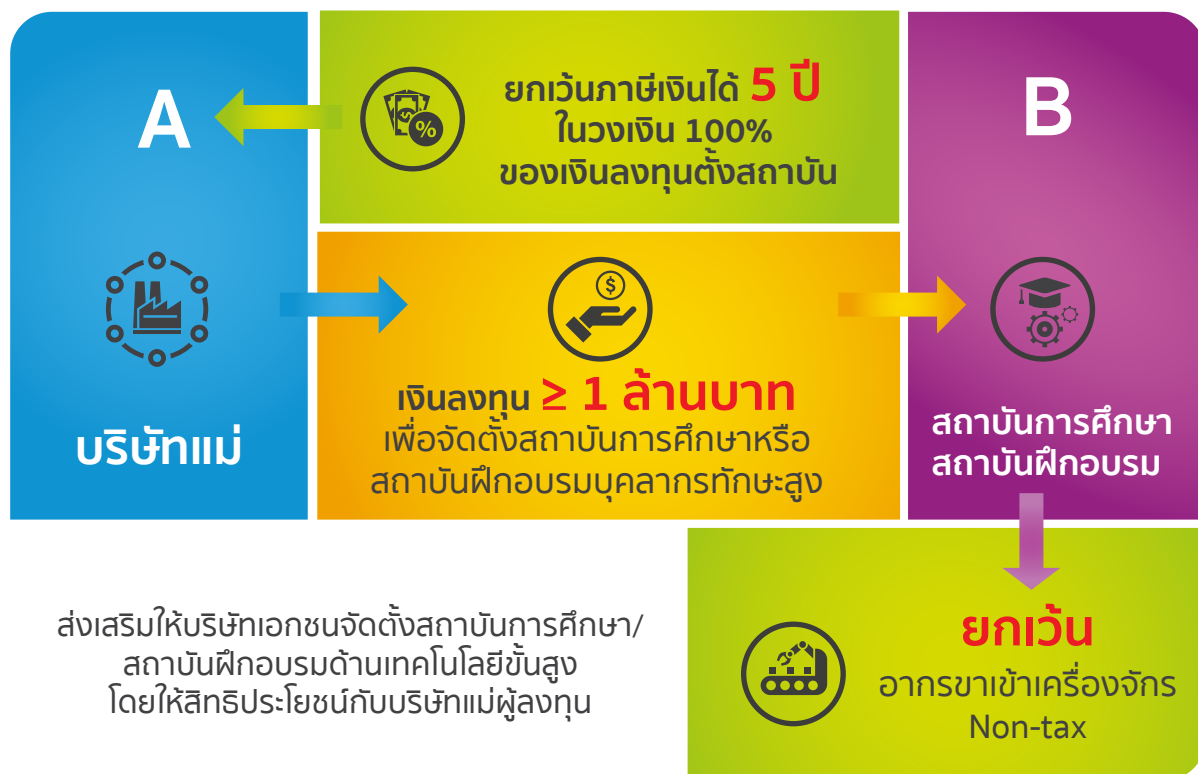 A
ยกเว้นภาษีเงินได้ 5 ปี
ในวงเงิน 100%
ของเงินลงทุนตั้งสถาบัน
%
B
$
บริษัทแม่
เงินลงทุน ≥ 1 ล้านบาท
เพื่อจัดตั้งสถาบันการศึกษาหรือ
สถาบันฝึกอบรมบุคลากรทักษะสูง
สถาบันการศึกษา
สถาบันฝึกอบรม
ส่งเสริมให้บริษัทเอกชนจัดตั้งสถาบันการศึกษา/
สถาบันฝึกอบรมด้านเทคโนโลยีขั้นสูง
โดยให้สิทธิประโยชน์กับบริษัทแม่ผู้ลงทุน
ยกเว้น
อากรขาเข้าเครื่องจักร
Non-tax